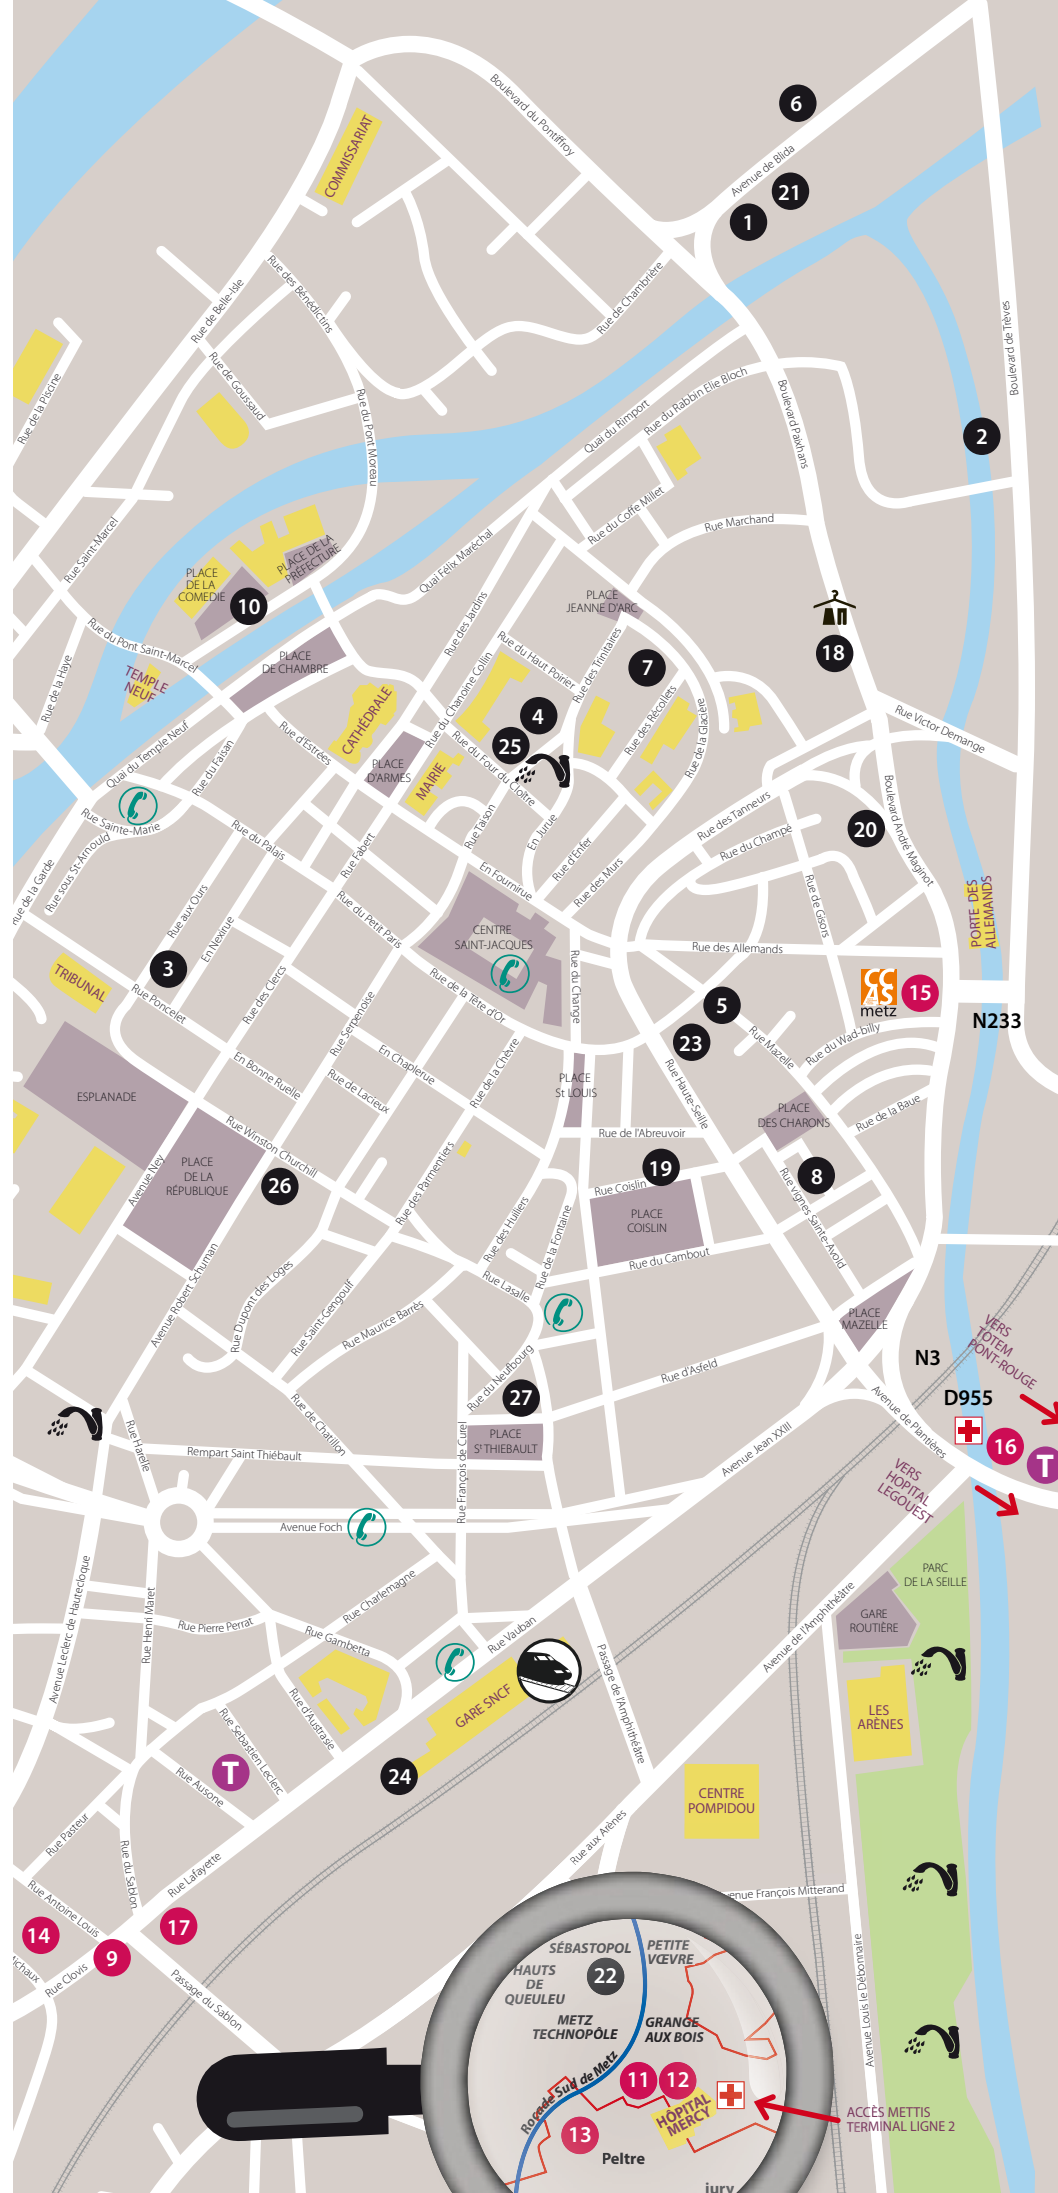 Boulevard du Pontiffroy
6
COMMISSARIAT
Avenue de Blida
21
1
Rue des Bénédictins
Rue de Chambrière
Rue de Belle-Isle
Boulevard de Trèves
Rue de la Piscine
Rue de Goussaud
Rue du Pont Moreau
Rue du Rabbin Elie Bloch
Boulevard Paixhans
Quai du Rimport
2
Rue du Coffe Millet
Rue Marchand
Rue Saint-Marcel
Quai Félix Maréchal
PLACE DE LA
PRÉFECTURE
PLACE
DE LA
COMEDIE
10
PLACE
JEANNE D'ARC
Rue des Jardins
18
Rue du Pont Saint-Marcel
Rue du Haut Poirier
Rue des Trinitaires
7
PLACE
DE CHAMBRE
TEMPLE
NEUF
Rue de la Haye
CATHÉDRALE
Rue du Chanoine Collin
4
25
Rue des Récollets
Rue de la Glacière
Rue Victor Demange
Quai du Temple Neuf
Rue du Faisan
Rue d'Estrées
PLACE
D'ARMES
MAIRIE
Rue du Four du Cloître
Rue Sainte-Marie
Rue sous St-Arnould
Rue de la Garde
Rue du Palais
Rue Fabert
Rue Taison
En Jurue
Rue d'Enfer
Rue des Murs
En Fournirue
Rue des Tanneurs
Rue du Champé
20
Boulevard André Maginot
Rue de Gisors
PORTE DES
ALLEMANDS
Rue du Petit Paris
Rue aux Ours
En Nexirue
CENTRE
SAINT-JACQUES
Rue des Allemands
Rue du Change
TRIBUNAL
3
Rue Poncelet
Rue des Clercs
Rue Serpenoise
Rue de la Tête d'Or
CCAS
metz
15
N233
5
23
Rue Mazelle
Rue du Wad-billy
En Bonne Ruelle
Rue de Lacieux
En Chaplerue
Rue de la Chèvre
PLACE
St LOUIS
Rue Haute-Seille
ESPLANADE
PLACE
DES CHARONS
Rue de la Baue
Rue Winston Churchill
Rue de l'Abreuvoir
Avenue Ney
PLACE
DE LA
RÉPUBLIQUE
26
Rue des Parmentiers
19
8
Rue Coislin
PLACE
COISLIN
Rue vignes Sainte-Avold
Rue des Huiliers
Rue de la Fontaine
Rue du Cambout
Avenue Robert Schuman
Rue Dupont des Loges
Rue Saint-Gengoulf
Rue Maurice Barrès
Rue Lasalle
PLACE
MAZELLE
VERS
TOTEM
PONT-ROUGE
Rue du Neufbourg
Rue d'Asfeld
N3
D955
27
Avenue de Plantières
16
T
Rue Harelle
Rue de Chatillon
Rue François de Curel
PLACE
St THIEBAULT
Rempart Saint Thiébault
Avenue Jean XXIII
VERS
HOPITAL
LEGOUEST
Avenue Foch
Avenue Leclerc de Hautecloque
Rue Henri Maret
Rue Charlemagne
PARC
DE LA SEILLE
GARE
ROUTIÈRE
Avenue de l'Amphithéâtre
Rue Pierre Perrat
Rue Gambetta
Rue Vauban
Passage de l'Amphithéâtre
GARE SNCF
Rue d'Austrasie
Rue Sebastien Leclerc
LES
ARÈNES
T
Rue Ausone
24
CENTRE
POMPIDOU
Rue Pasteur
Rue du Sablon
Rue Lafayette
Rue aux Arènes
Rue Antoine Louis
14
17
9
Rue Clovis
Passage du Sablon
Avenue Louis le Débonnaire
SÉBASTOPOL
PETITE
VŒVRE
HAUTS
DE
QUEULEU
22
METZ
TECHNOPÔLE
GRANGE
AUX BOIS
Rocade Sud de Metz
11
12
HÔPITAL
MERCY
13
Peltre
jury
ACCÈS METTIS
TERMINAL LIGNE 2